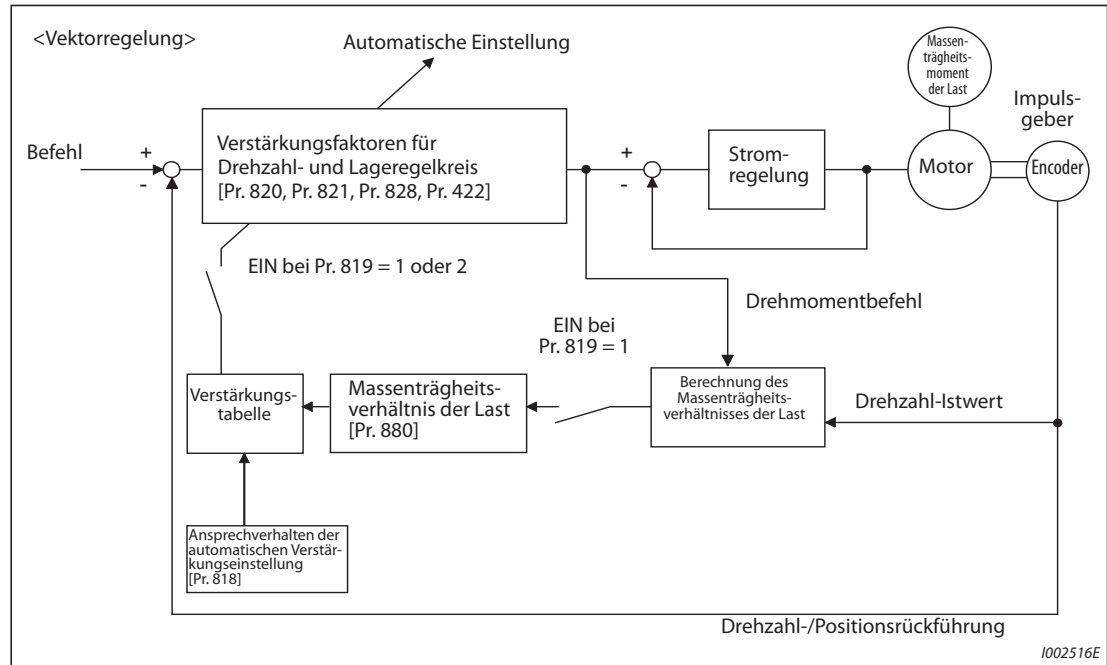 <Vektorregelung>
Automatische Einstellung
Massen-
trägheits-
moment
der Last
Impuls-
geber
Befehl
+
-
Verstärkungsfaktoren für
Drehzahl- und Lageregelkreis
[Pr. 820, Pr. 821, Pr. 828, Pr. 422]
+
-
Strom-
regelung
Motor
Encoder
EIN bei Pr. 819 = 1 oder 2
Drehmomentbefehl
EIN bei
Pr. 819 = 1
Verstärkungs-
tabelle
Massenträgheits-
verhältnis der Last
[Pr. 880]
Berechnung des
Massenträgheits-
verhältnisses der Last
Drehzahl-Istwert
Ansprechverhalten der
automatischen Verstär-
kungseinstellung
[Pr. 818]
Drehzahl-/Positionsrückführung
I002516E